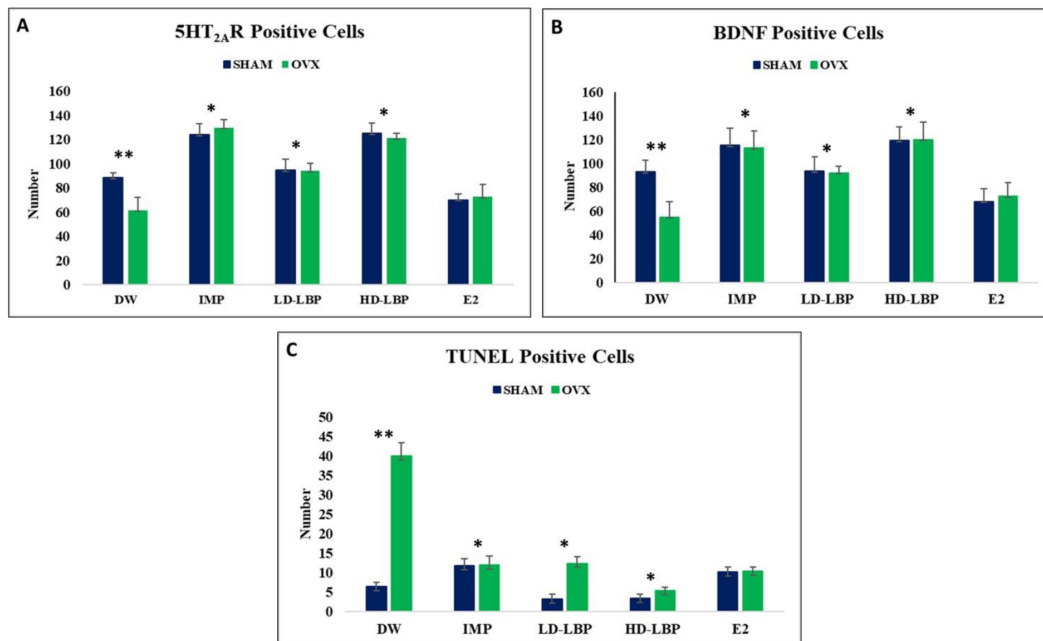 A
5HT2AR Positive Cells
SHAM OVX
160
140
120
100
80
60
40
20
0
Number
**
*
*
*
DW IMP LD-LBP HD-LBP E2
B
BDNF Positive Cells
SHAM OVX
160
140
120
100
80
60
40
20
0
Number
**
*
*
*
DW IMP LD-LBP HD-LBP E2
C
TUNEL Positive Cells
SHAM OVX
50
45
40
35
30
25
20
15
10
5
0
Number
**
*
*
*
DW IMP LD-LBP HD-LBP E2